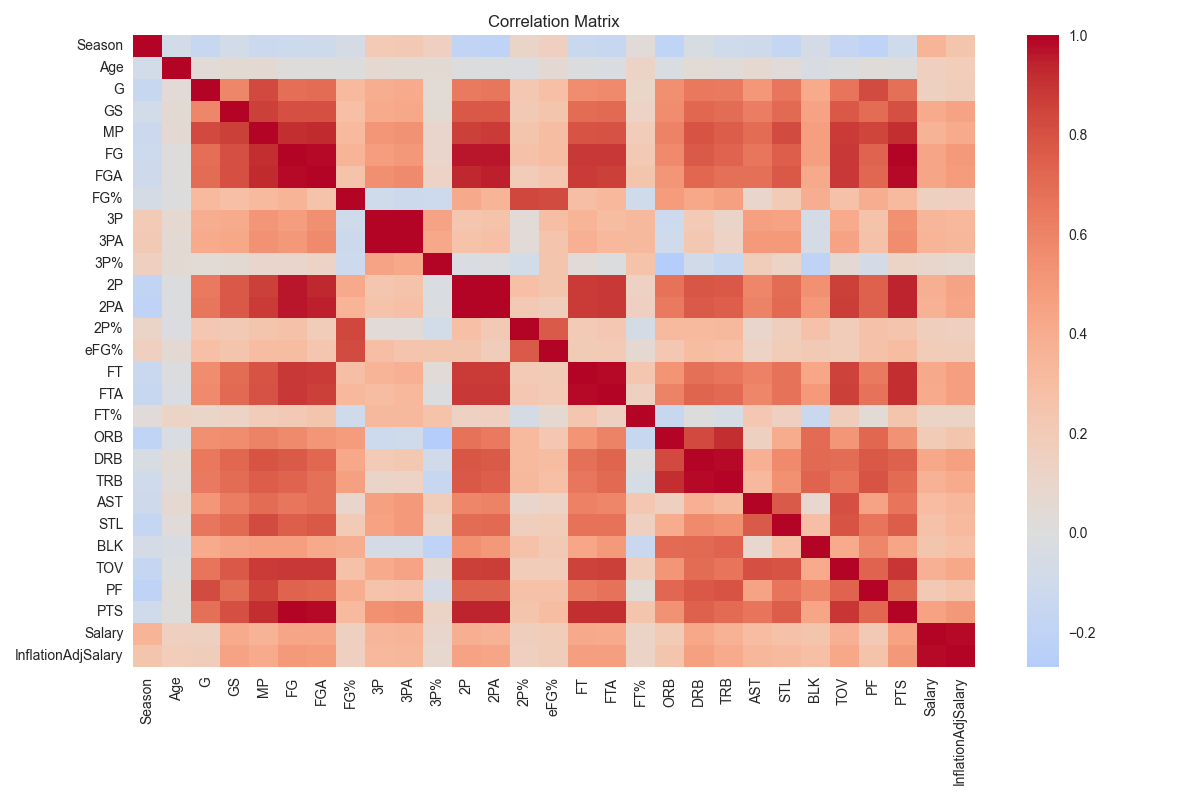 Correlation Matrix
Season
Age
G
GS
MP
FG
FGA
FG%
3P
3PA
3P%
2P
2PA
2P%
eFG%
FT
FTA
FT%
ORB
DRB
TRB
AST
STL
BLK
TOV
PF
PTS
Salary
InflationAdjSalary
Season
Age
G
GS
MP
FG
FGA
FG%
3P
3PA
3P%
2P
2PA
2P%
eFG%
FT
FTA
FT%
ORB
DRB
TRB
AST
STL
BLK
TOV
PF
PTS
Salary
InflationAdjSalary
1.0
0.8
0.6
0.4
0.2
0.0
−0.2